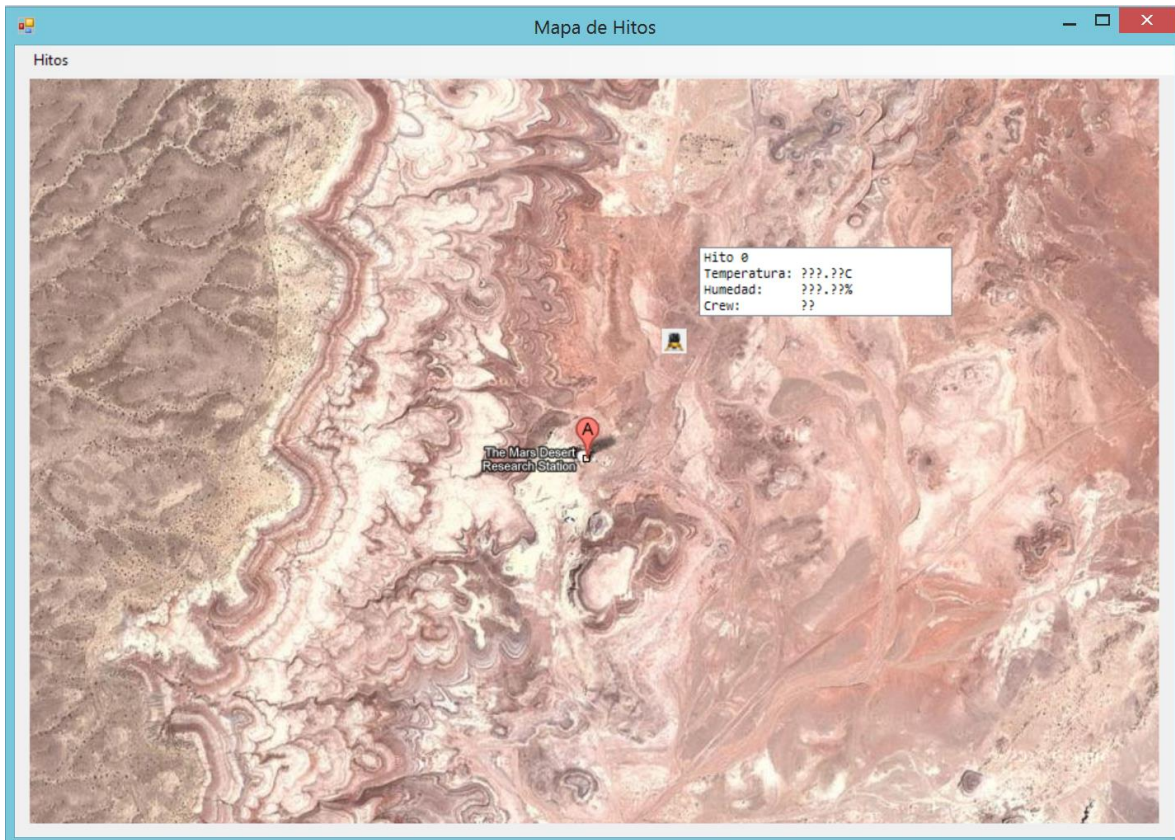 Mapa de Hitos
Hitos
Hito 0
Temperatura: ???.??C
Humedad: ???.??%
Crew: ??
A
The Mars Desert
Research Station